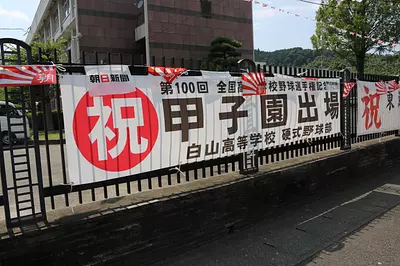 朝日新聞
第100回 全国高等学校野球選手権記念
祝 甲子園出場
白山高等学校 硬式野球部
祝